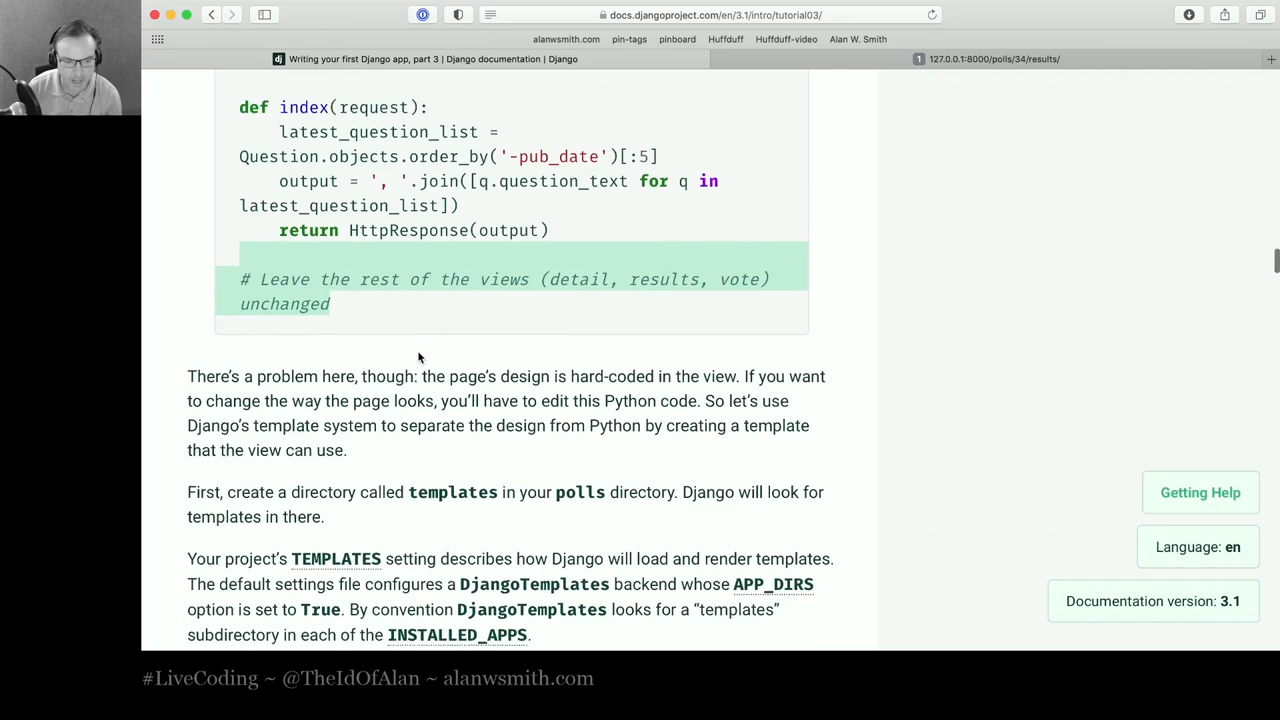 docs.djangoproject.com/en/3.1/intro/tutorial03/
alanwsmith.com pin-tags pinboard Huffduff Huffduff-video Alan W. Smith
dj Writing your first Django app, part 3 | Django documentation | Django
1 127.0.0.1:8000/polls/34/results/
def index(request):
    latest_question_list =
Question.objects.order_by('-pub_date')[:5]
    output = ', '.join([q.question_text for q in
latest_question_list])
    return HttpResponse(output)
# Leave the rest of the views (detail, results, vote)
unchanged
There's a problem here, though: the page's design is hard-coded in the view. If you want
to change the way the page looks, you'll have to edit this Python code. So let's use
Django's template system to separate the design from Python by creating a template
that the view can use.
First, create a directory called templates in your polls directory. Django will look for
templates in there.
Your project's TEMPLATES setting describes how Django will load and render templates.
The default settings file configures a DjangoTemplates backend whose APP_DIRS
option is set to True. By convention DjangoTemplates looks for a "templates"
subdirectory in each of the INSTALLED_APPS.
Getting Help
Language: en
Documentation version: 3.1
#LiveCoding ~ @TheIdOfAlan ~ alanwsmith.com